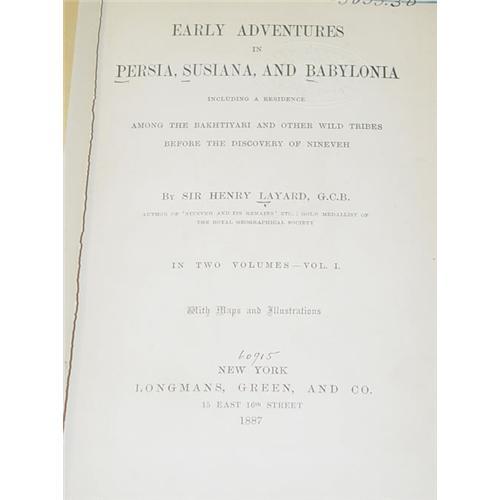 EARLY ADVENTURES
IN
PERSIA, SUSIANA, AND BABYLONIA
INCLUDING A RESIDENCE
AMONG THE BAKHTIYARI AND OTHER WILD TRIBES
BEFORE THE DISCOVERY OF NINEVEH
BY SIR HENRY LAYARD, G.C.B.
AUTHOR OF 'NINEVEH AND ITS REMAINS' ETC.; GOLD MEDALLIST OF
THE ROYAL GEOGRAPHICAL SOCIETY
IN TWO VOLUMES—VOL. I.
With Maps and Illustrations
60915
NEW YORK
LONGMANS, GREEN, AND CO.
15 EAST 16th STREET
1887